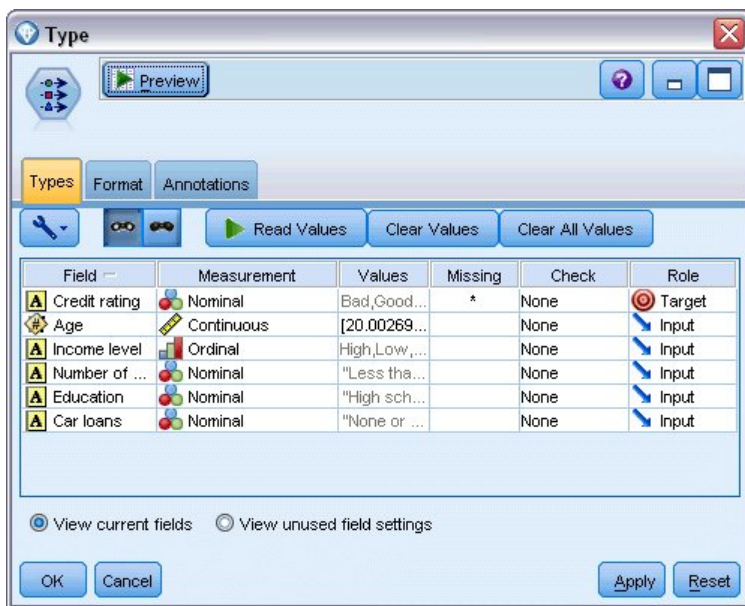 Type
Preview
Types Format Annotations
Read Values Clear Values Clear All Values
Field Measurement Values Missing Check Role
A Credit rating Nominal Bad,Good... * None Target
# Age Continuous [20.00269... None Input
A Income level Ordinal High,Low,... None Input
A Number of ... Nominal "Less tha... None Input
A Education Nominal "High sch... None Input
A Car loans Nominal "None or ... None Input
View current fields View unused field settings
OK Cancel Apply Reset